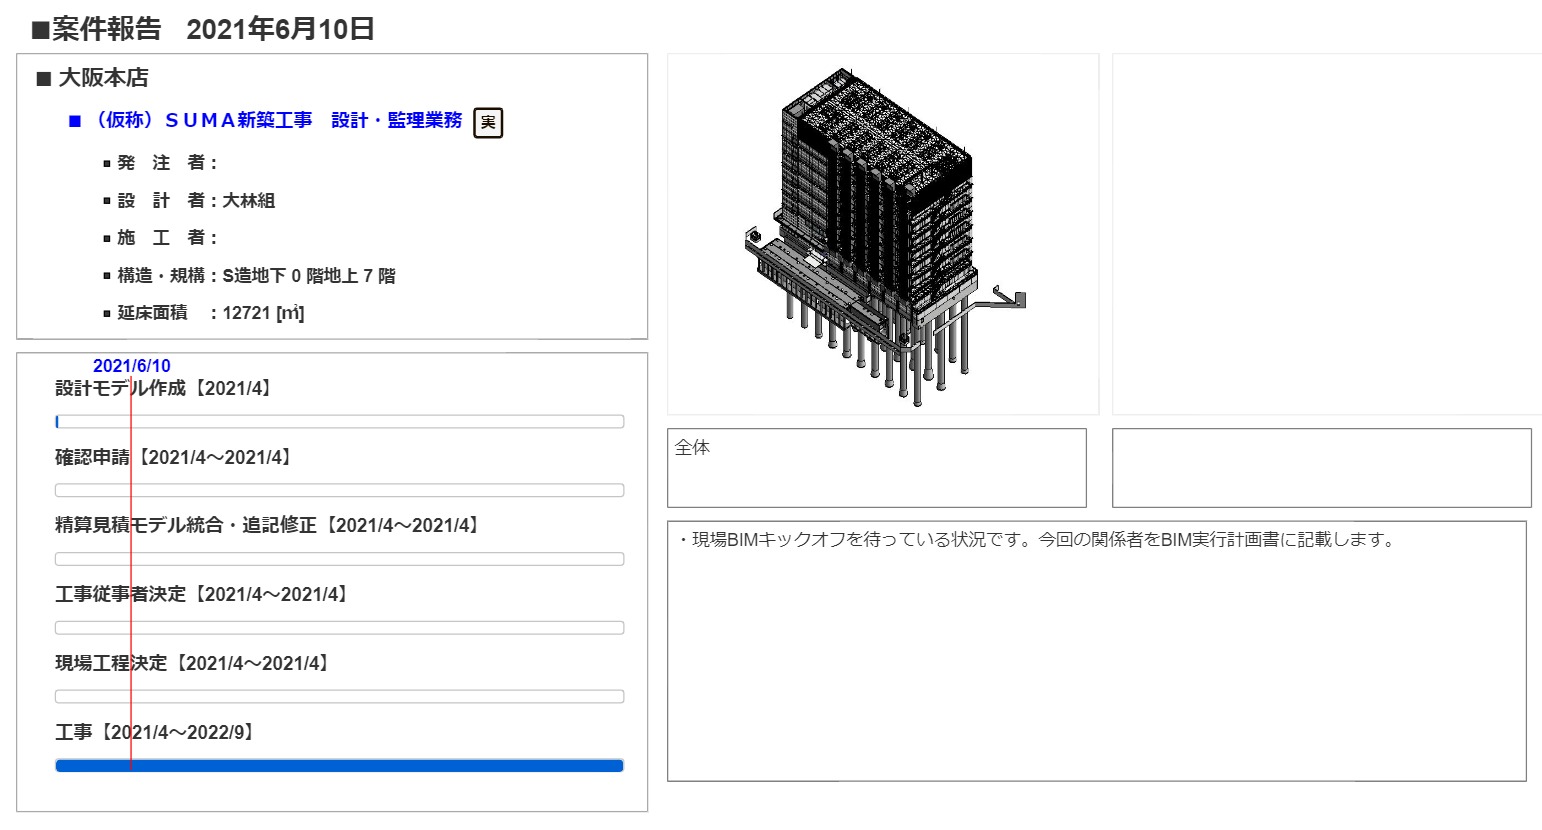 ■案件報告　2021年6月10日
■ 大阪本店
■ （仮称）ＳＵＭＡ新築工事　設計・監理業務 実
▪ 発　注　者：
▪ 設　計　者：大林組
▪ 施　工　者：
▪ 構造・規構：S造地下 0 階地上 7 階
▪ 延床面積　：12721 [㎡]
2021/6/10
設計モデル作成【2021/4】
確認申請【2021/4～2021/4】
精算見積モデル統合・追記修正【2021/4～2021/4】
工事従事者決定【2021/4～2021/4】
現場工程決定【2021/4～2021/4】
工事【2021/4～2022/9】
全体
・現場BIMキックオフを待っている状況です。今回の関係者をBIM実行計画書に記載します。